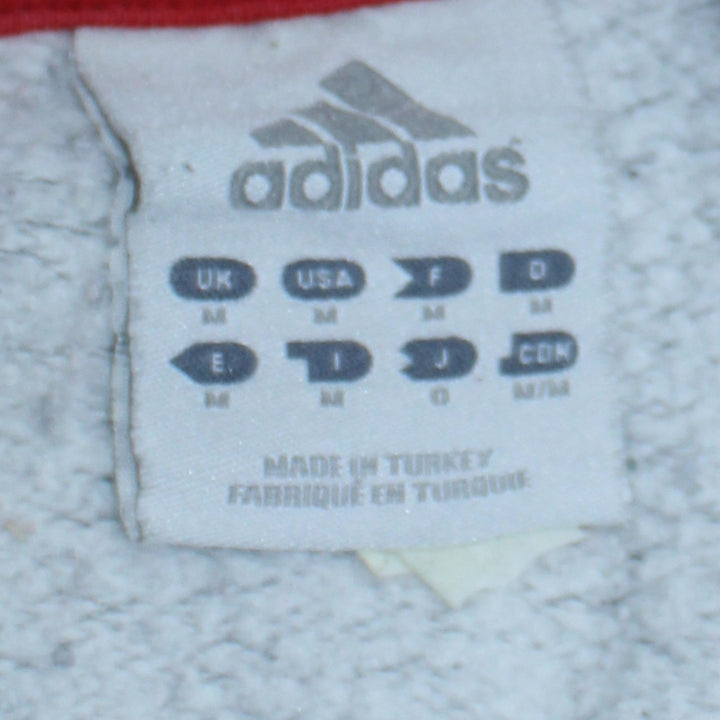 adidas
UK USA F D
M M M M
E I J CDN
M M O M/M
MADE IN TURKEY
FABRIQUÉ EN TURQUIE